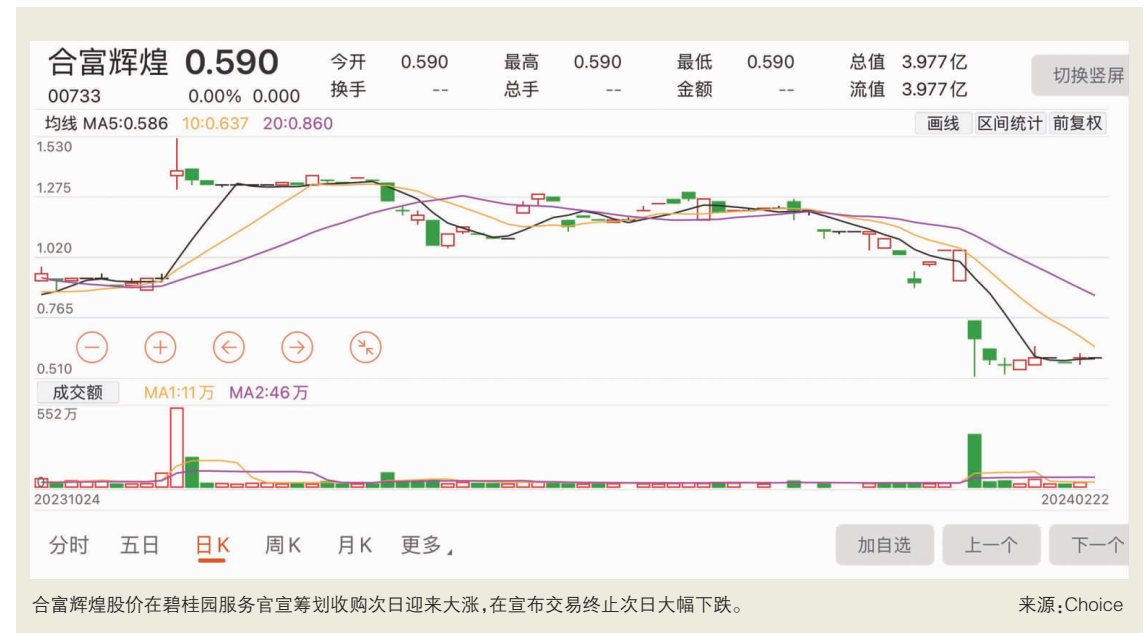 合富辉煌 0.590 今开 0.590 最高 0.590 最低 0.590 总值 3.977亿 切换竖屏
00733 0.00% 0.000 换手 -- 总手 -- 金额 -- 流值 3.977亿
均线 MA5:0.586 10:0.637 20:0.860 画线 区间统计 前复权
1.530
1.275
1.020
0.765
0.510
成交额 MA1:11万 MA2:46万
552万
0
20231024 20240222
分时 五日 日K 周K 月K 更多 加自选 上一个 下一个
合富辉煌股价在碧桂园服务官宣筹划收购次日迎来大涨,在宣布交易终止次日大幅下跌。 来源:Choice